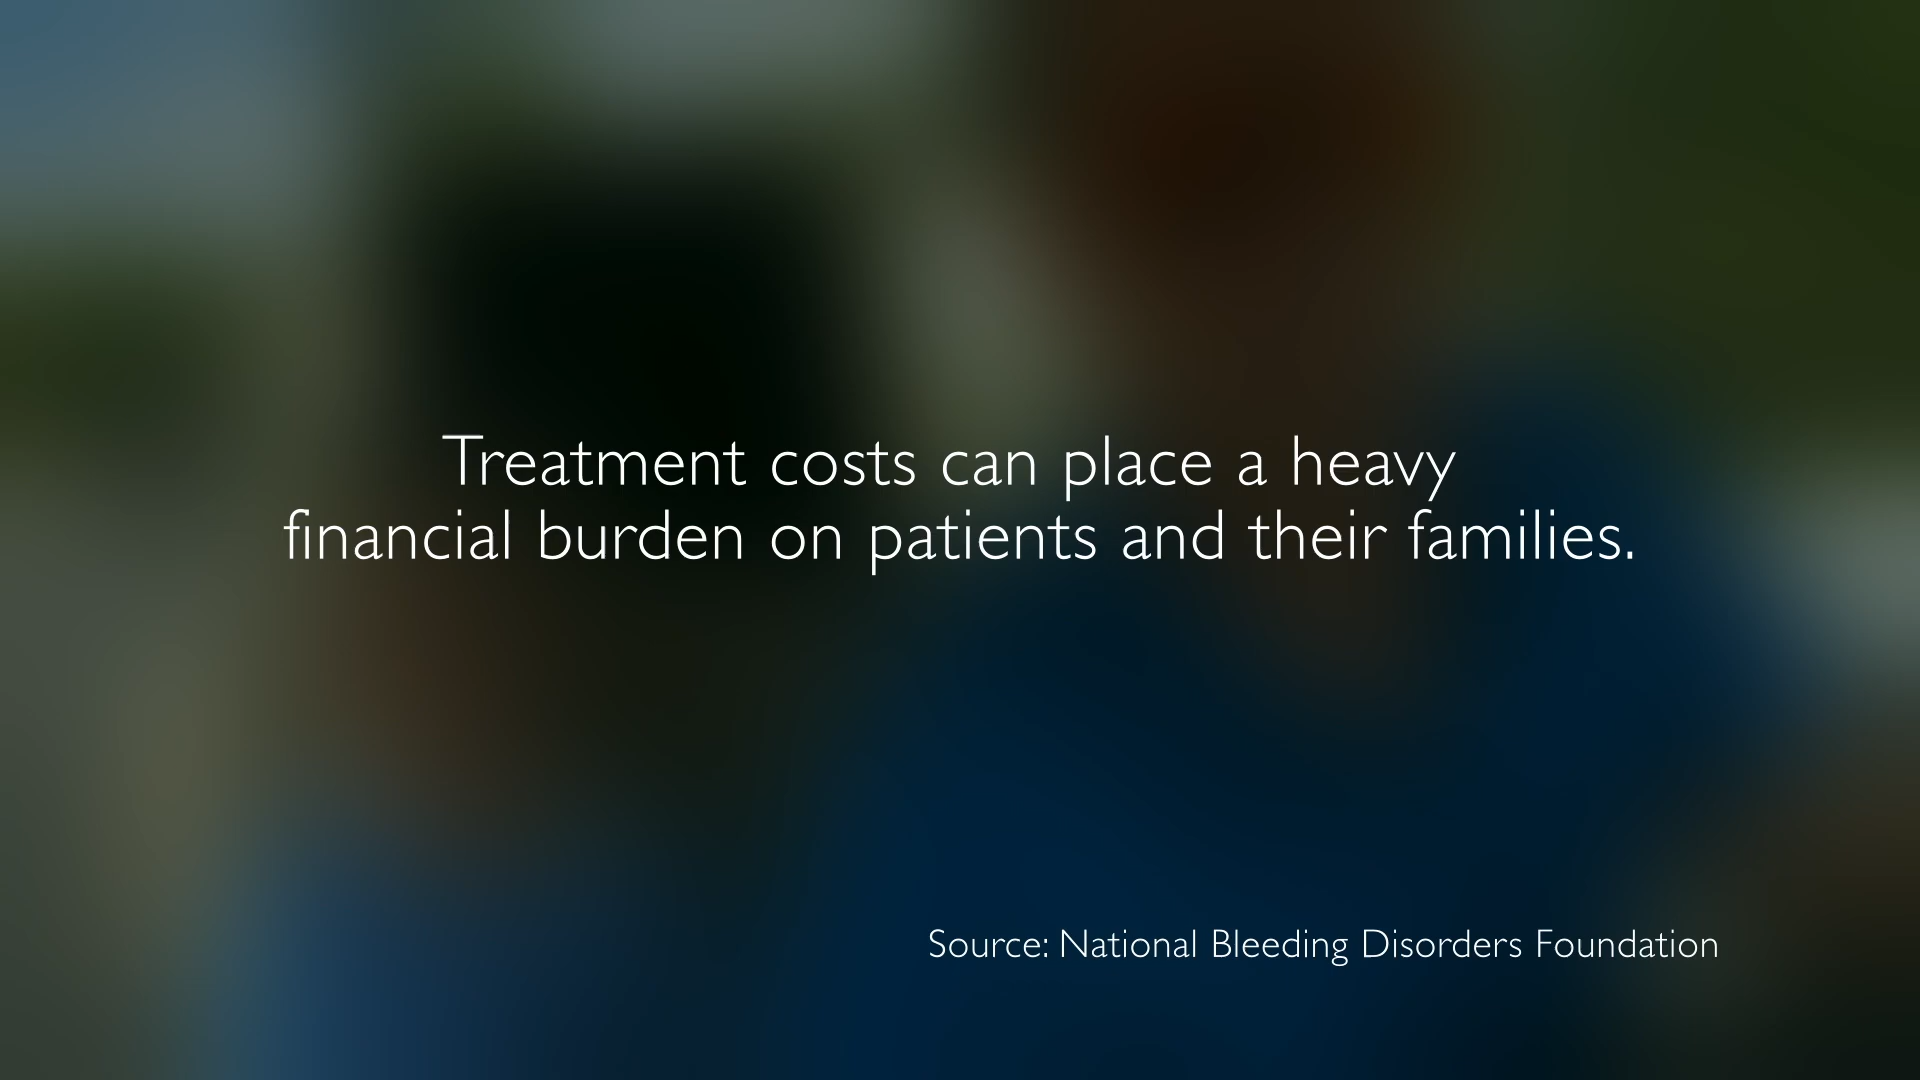 Treatment costs can place a heavy
financial burden on patients and their families.
Source: National Bleeding Disorders Foundation